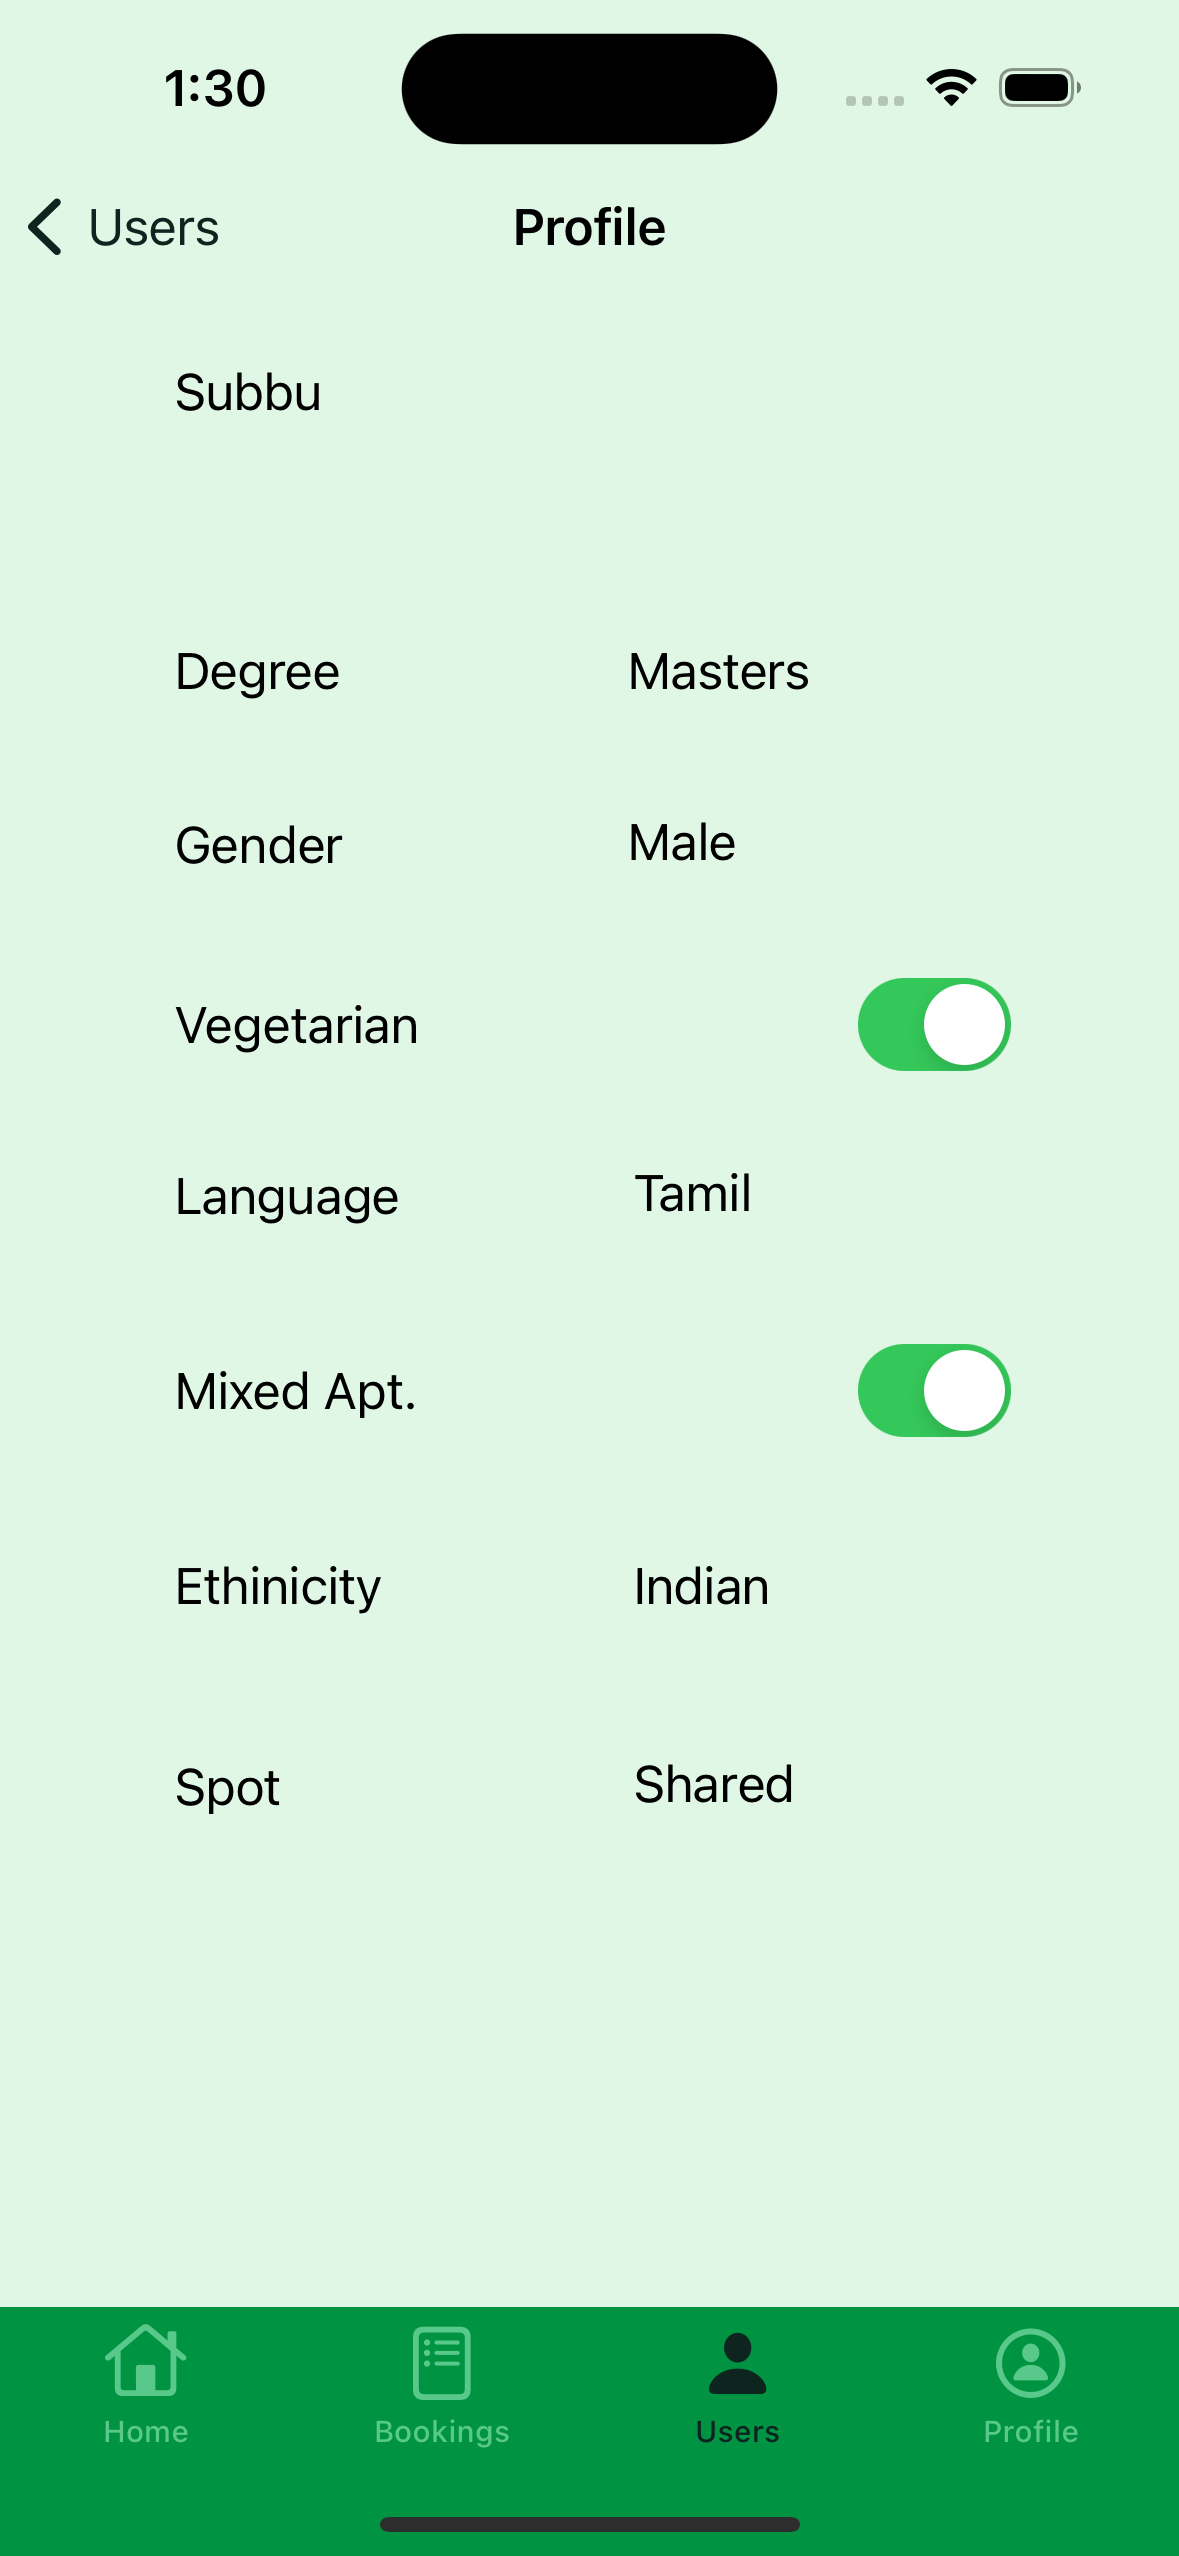 1:30
Users Profile
Subbu
Degree Masters
Gender Male
Vegetarian
Language Tamil
Mixed Apt.
Ethinicity Indian
Spot Shared
Home Bookings Users Profile